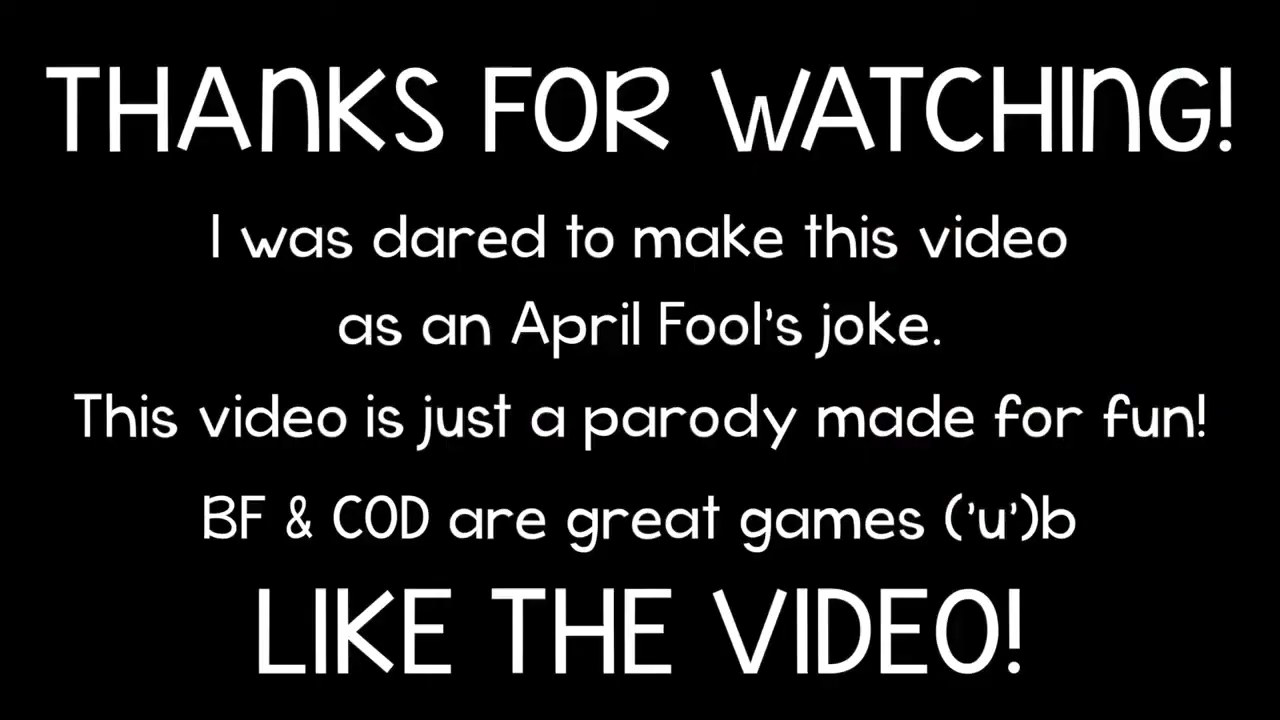 THANKS FOR WATCHING!
I was dared to make this video
as an April Fool's joke.
This video is just a parody made for fun!
BF & COD are great games ('u')b
LIKE THE VIDEO!